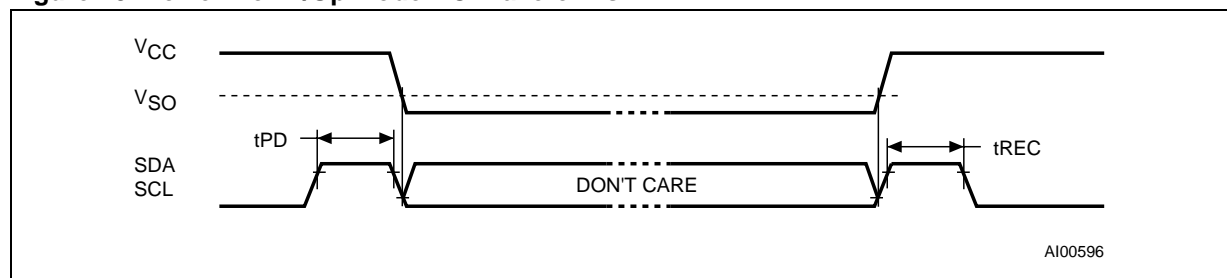 VCC
VSO
tPD
tREC
SDA
SCL
DON'T CARE
AI00596